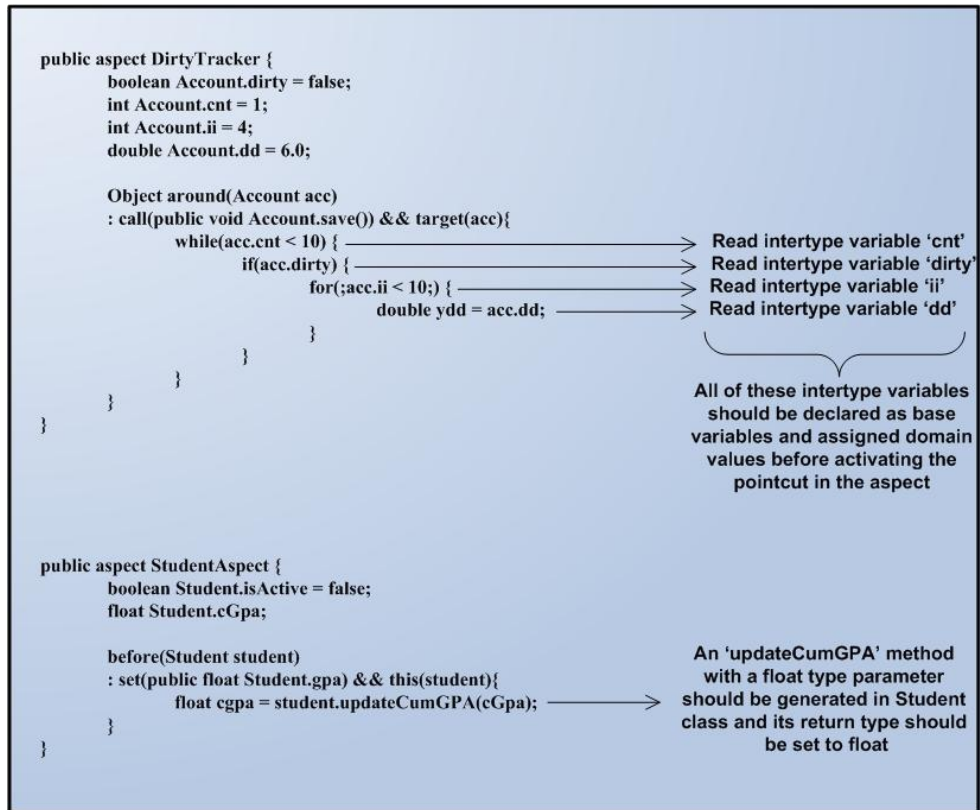 public aspect DirtyTracker {
boolean Account.dirty = false;
int Account.cnt = 1;
int Account.ii = 4;
double Account.dd = 6.0;
Object around(Account acc)
: call(public void Account.save()) && target(acc){
while(acc.cnt < 10) {
Read intertype variable ‘cnt’
if(acc.dirty) {
Read intertype variable ‘dirty’
for(;acc.ii < 10;) {
Read intertype variable ‘ii’
double ydd = acc.dd;
Read intertype variable ‘dd’
}
}
}
}
}
All of these intertype variables
should be declared as base
variables and assigned domain
values before activating the
pointcut in the aspect
public aspect StudentAspect {
boolean Student.isActive = false;
float Student.cGpa;
before(Student student)
: set(public float Student.gpa) && this(student){
float cgpa = student.updateCumGPA(cGpa);
}
}
An ‘updateCumGPA’ method
with a float type parameter
should be generated in Student
class and its return type should
be set to float